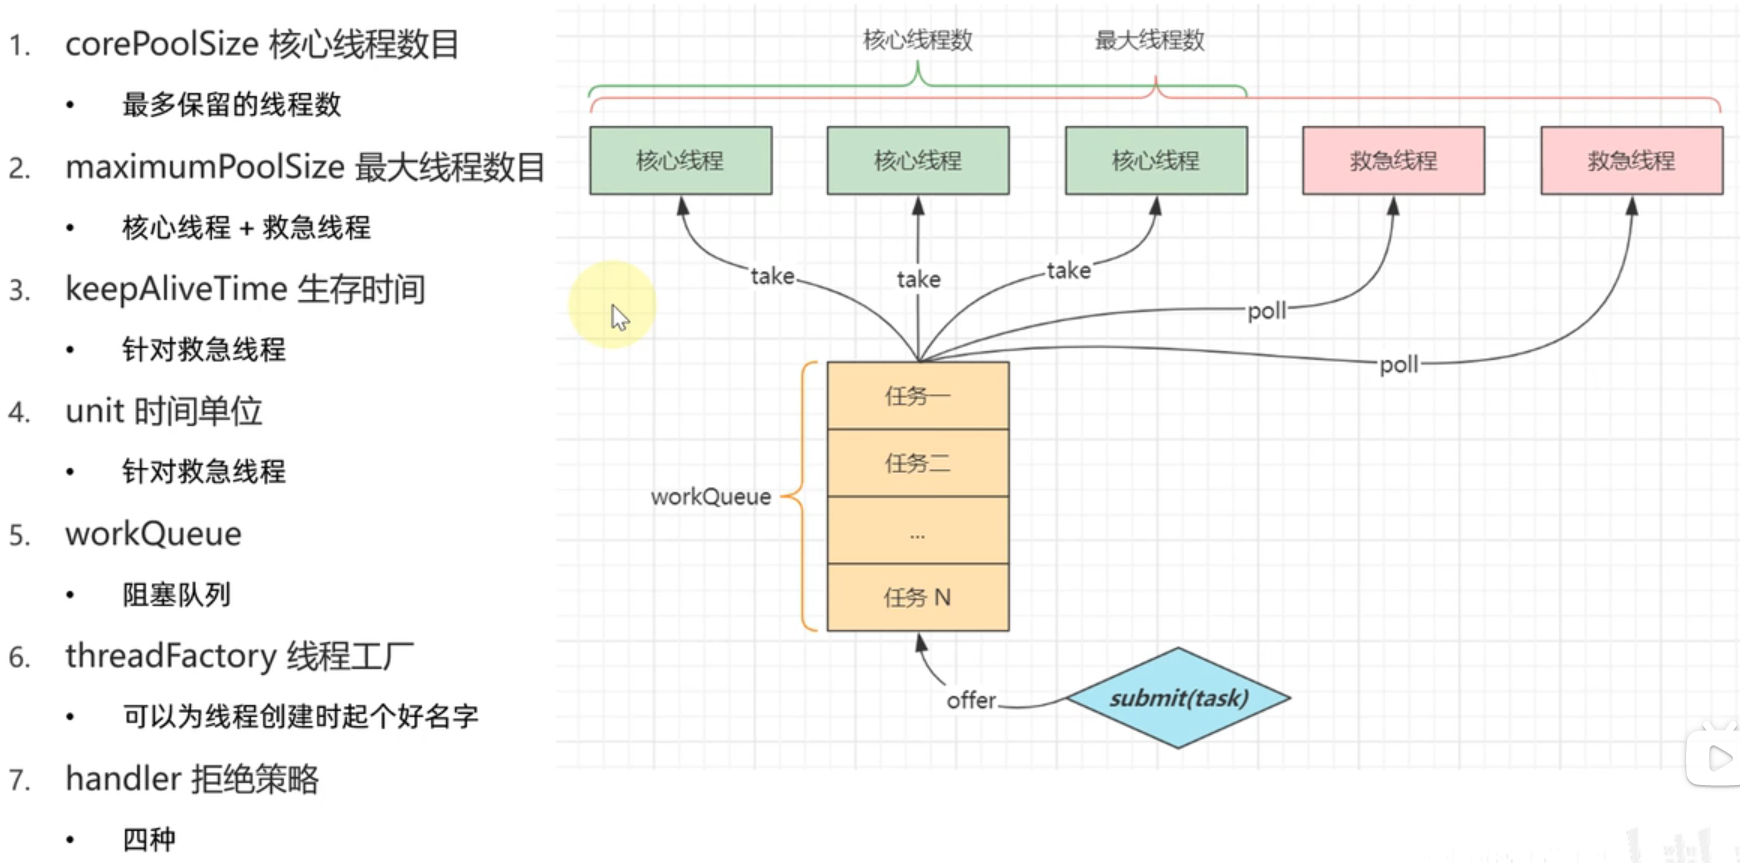 1. corePoolSize 核心线程数目
• 最多保留的线程数
2. maximumPoolSize 最大线程数目
• 核心线程 + 救急线程
3. keepAliveTime 生存时间
• 针对救急线程
4. unit 时间单位
• 针对救急线程
5. workQueue
• 阻塞队列
6. threadFactory 线程工厂
• 可以为线程创建时起个好名字
7. handler 拒绝策略
• 四种
核心线程数
最大线程数
核心线程
核心线程
核心线程
救急线程
救急线程
take
take
take
poll
poll
workQueue
任务一
任务二
...
任务 N
offer
submit(task)